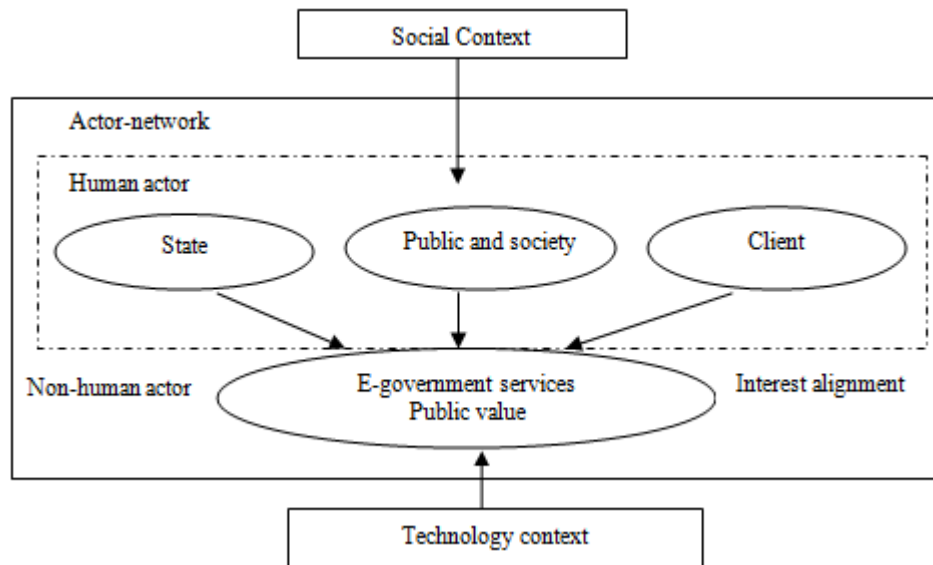 Social Context
Actor-network
Human actor
State
Public and society
Client
Non-human actor
E-government services
Public value
Interest alignment
Technology context